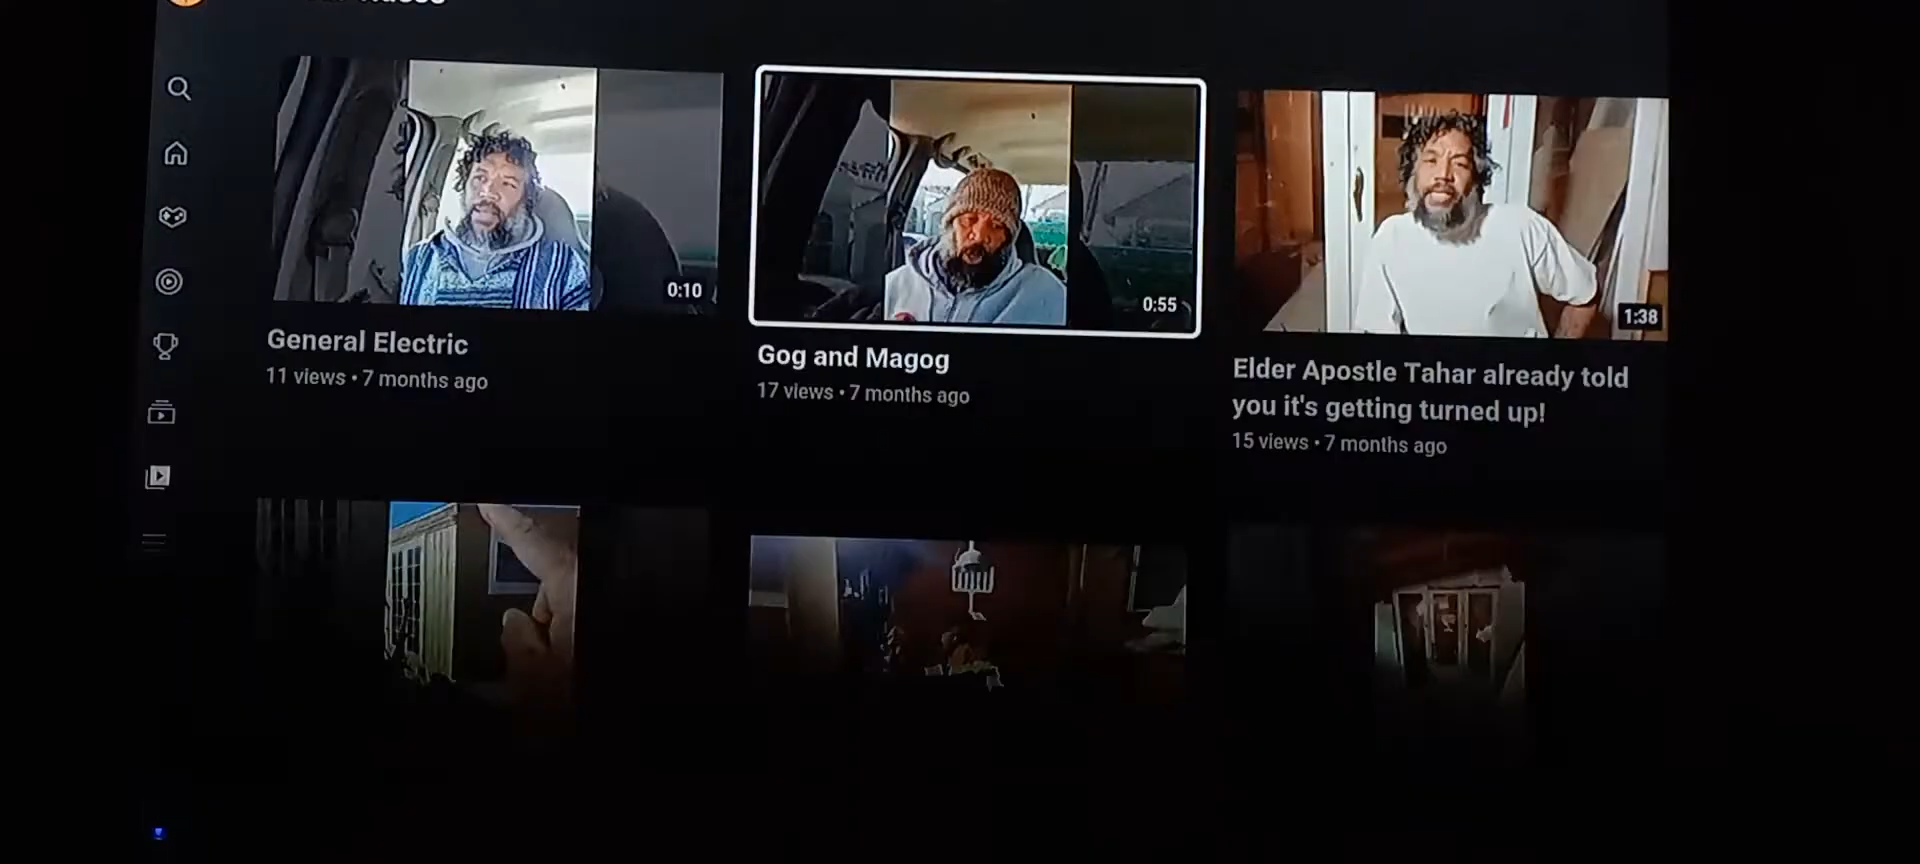 0:10
0:55
1:38
General Electric
11 views • 7 months ago
Gog and Magog
17 views • 7 months ago
Elder Apostle Tahar already told
you it's getting turned up!
15 views • 7 months ago